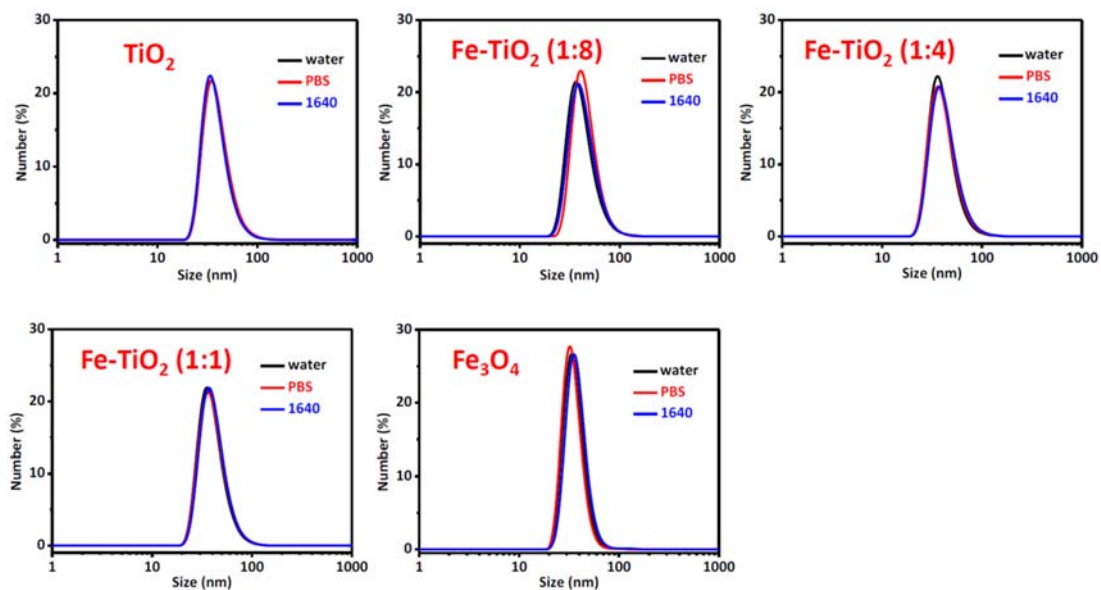 30
TiO2
water
PBS
1640
20
Number (%)
10
0
1 10 100 1000
Size (nm)
30
Fe-TiO2 (1:8)
water
PBS
1640
20
Number (%)
10
0
1 10 100 1000
Size (nm)
30
Fe-TiO2 (1:4)
water
PBS
1640
20
Number (%)
10
0
1 10 100 1000
Size (nm)
30
Fe-TiO2 (1:1)
water
PBS
1640
20
Number (%)
10
0
1 10 100 1000
Size (nm)
30
Fe3O4
water
PBS
1640
20
Number (%)
10
0
1 10 100 1000
Size (nm)